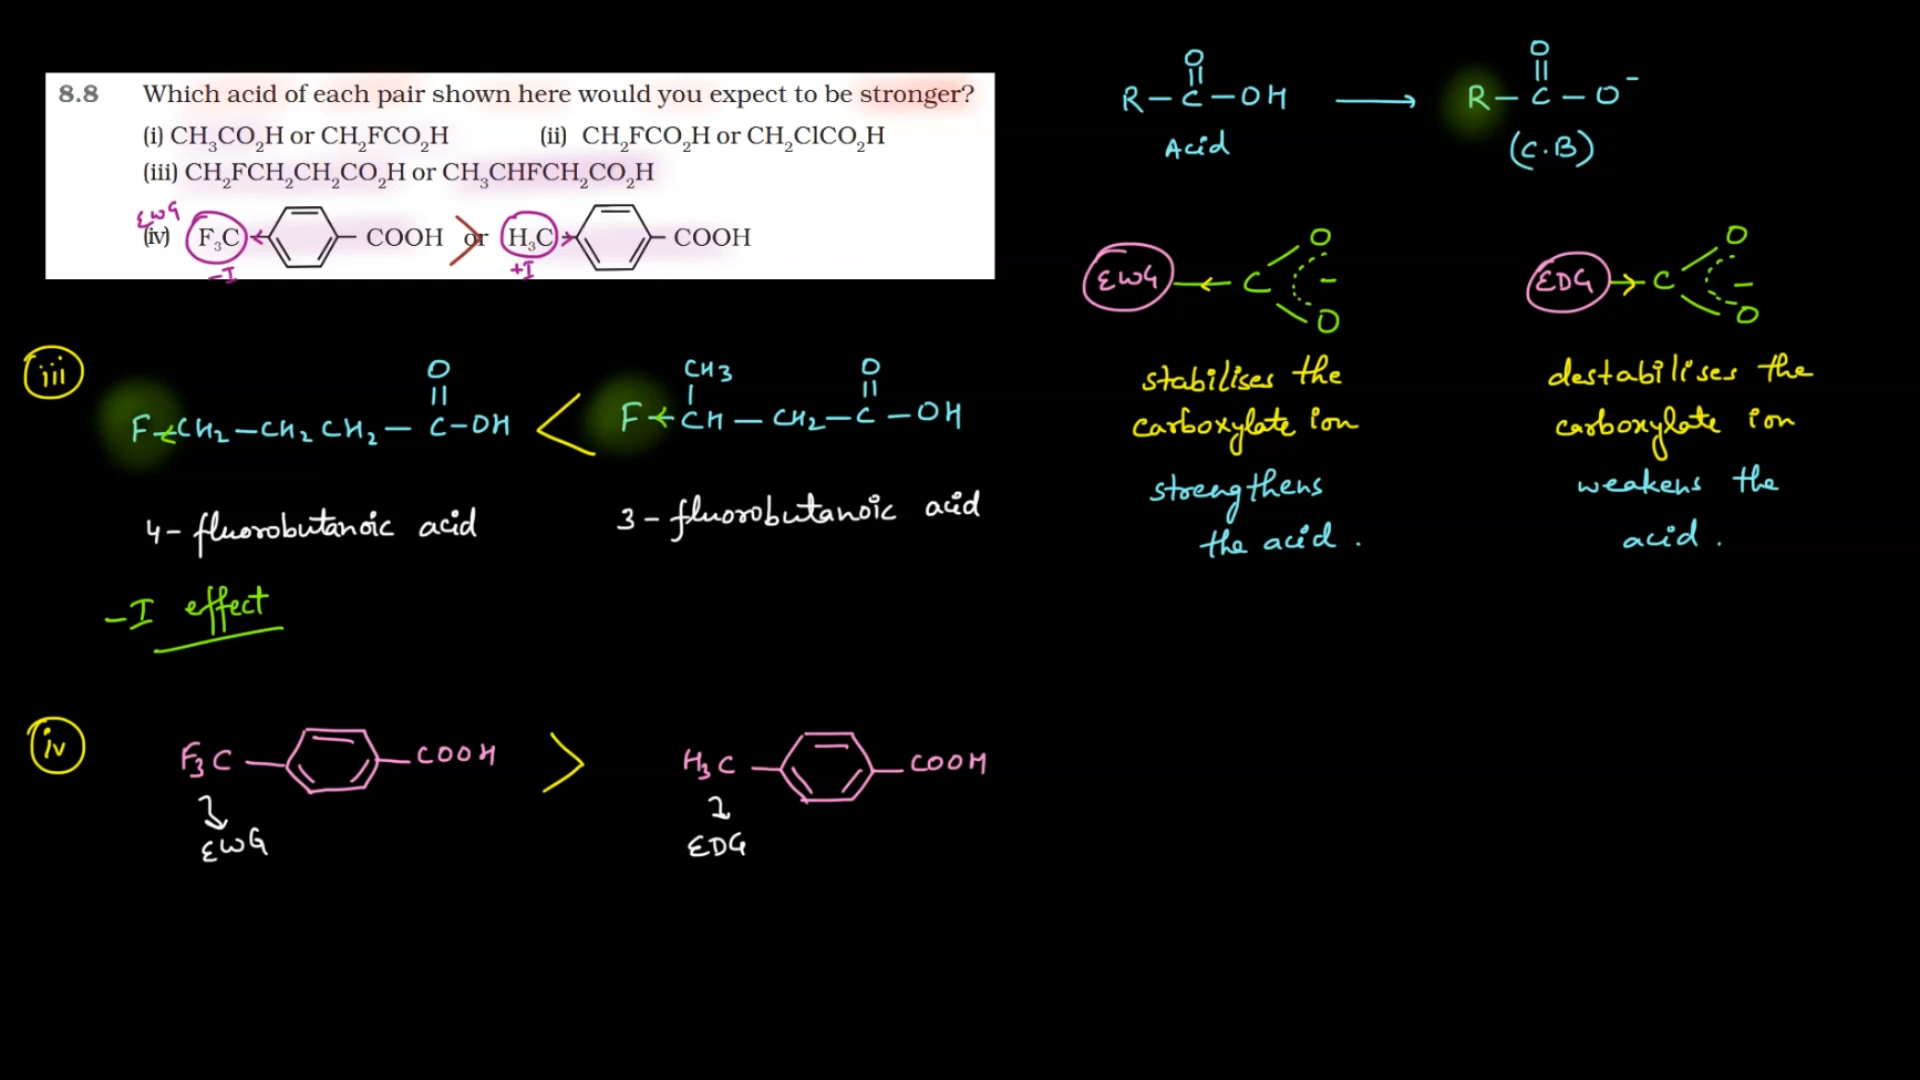 8.8 Which acid of each pair shown here would you expect to be stronger?
(i) CH₃CO₂H or CH₂FCO₂H (ii) CH₂FCO₂H or CH₂ClCO₂H
(iii) CH₂FCH₂CH₂CO₂H or CH₃CHFCH₂CO₂H
EWG
(iv) F₃C COOH or H₃C COOH
-I +I
>
O
R-C-OH
Acid
O
R-C-O⁻
(C.B)
EWG C O O -
EDG C O O -
stabilises the
carboxylate ion
strengthens
the acid.
destabilises the
carboxylate ion
weakens the
acid.
iii
O
F CH₂-CH₂ CH₂-C-OH
<
CH3 O
F CH-CH₂-C-OH
4-fluorobutanoic acid
3-fluorobutanoic acid
-I effect
iv
F₃C COOH > H₃C COOH
EWG EDG